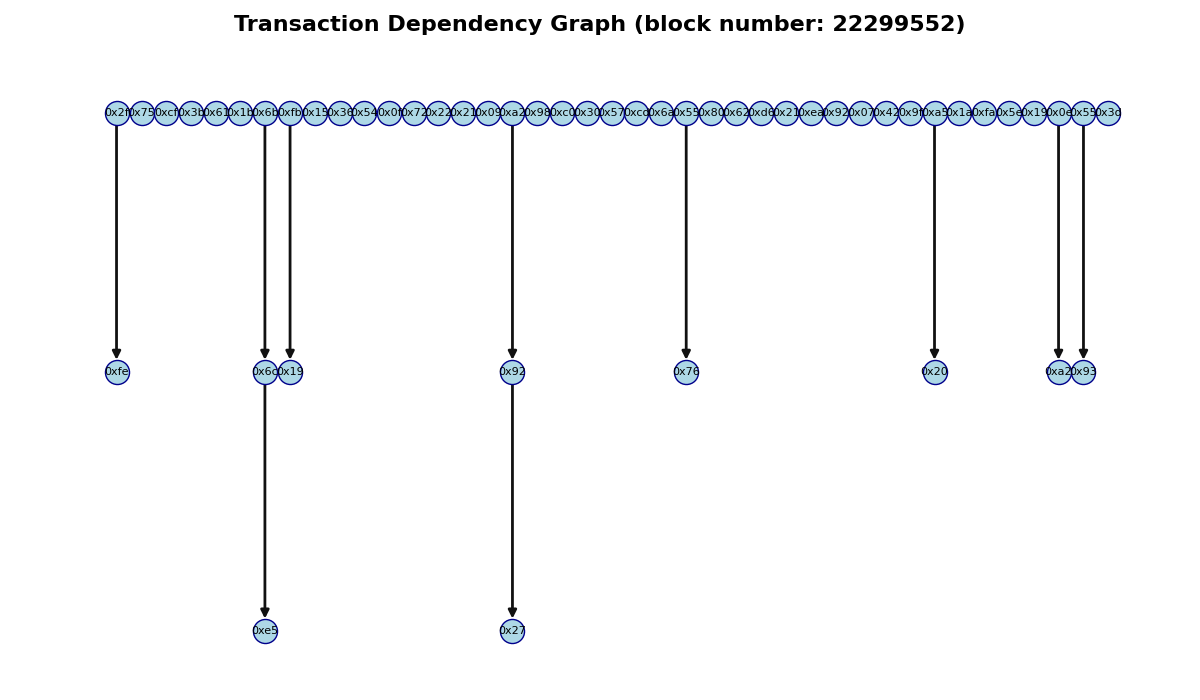 Transaction Dependency Graph (block number: 22299552)
0x2f 0x75 0xcf 0x3b 0x61 0x1b 0x6b 0xfb 0x15 0x36 0x54 0x0f 0x72 0x22 0x21 0x09 0xa2 0x98 0xc0 0x30 0x57 0x6a 0x55 0x80 0x62 0xd6 0x21 0xea 0x92 0x07 0x42 0x9f 0xa5 0x1a 0xfa 0x5e 0x19 0x0e 0x55 0x3d
0xfe 0x6c 0x19 0x92 0x76 0x20 0xa2 0x93
0xe5 0x27